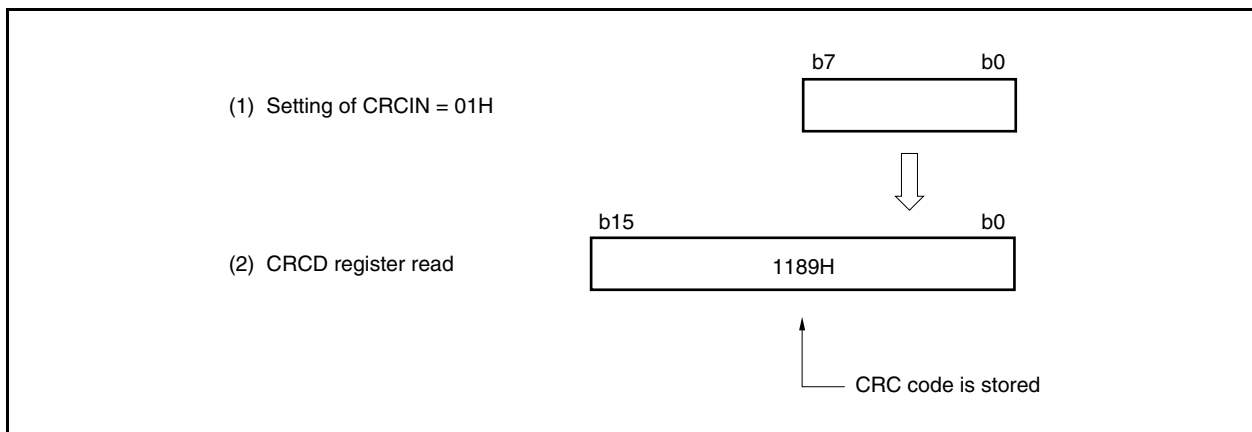 b7 b0
(1) Setting of CRCIN = 01H
b15 b0
(2) CRCD register read 1189H
CRC code is stored